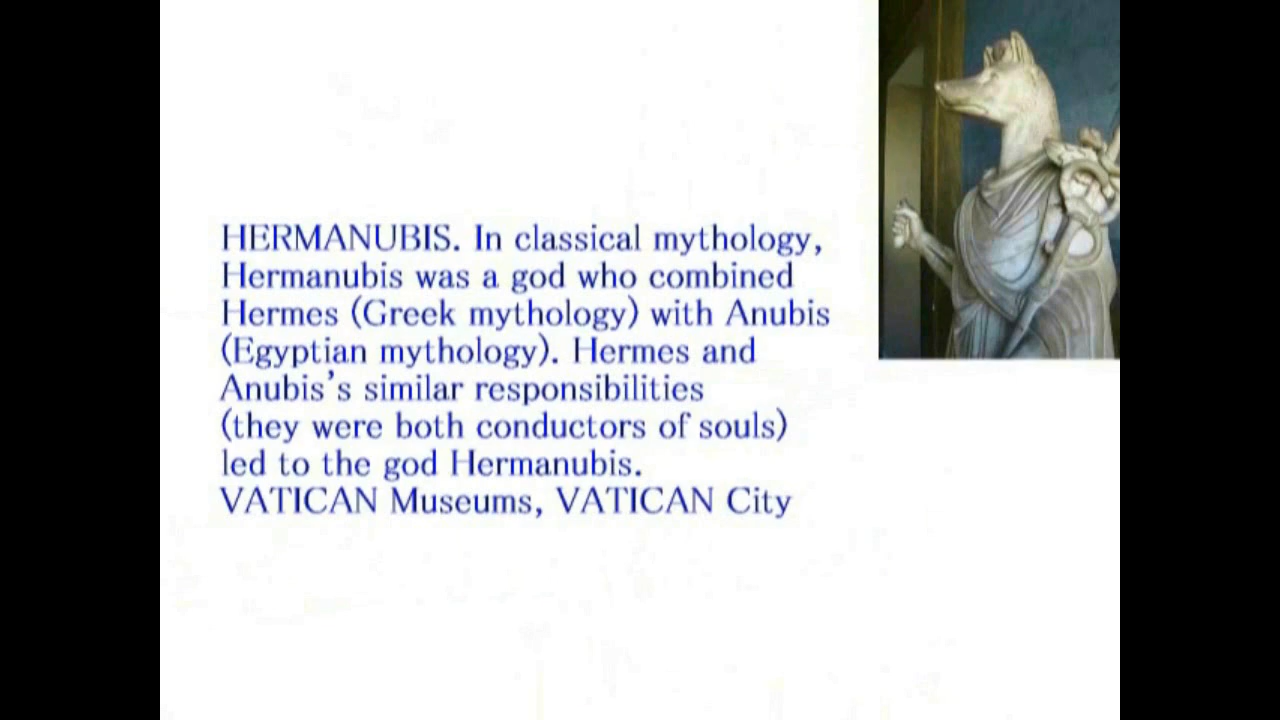 HERMANUBIS. In classical mythology,
Hermanubis was a god who combined
Hermes (Greek mythology) with Anubis
(Egyptian mythology). Hermes and
Anubis’s similar responsibilities
(they were both conductors of souls)
led to the god Hermanubis.
VATICAN Museums, VATICAN City